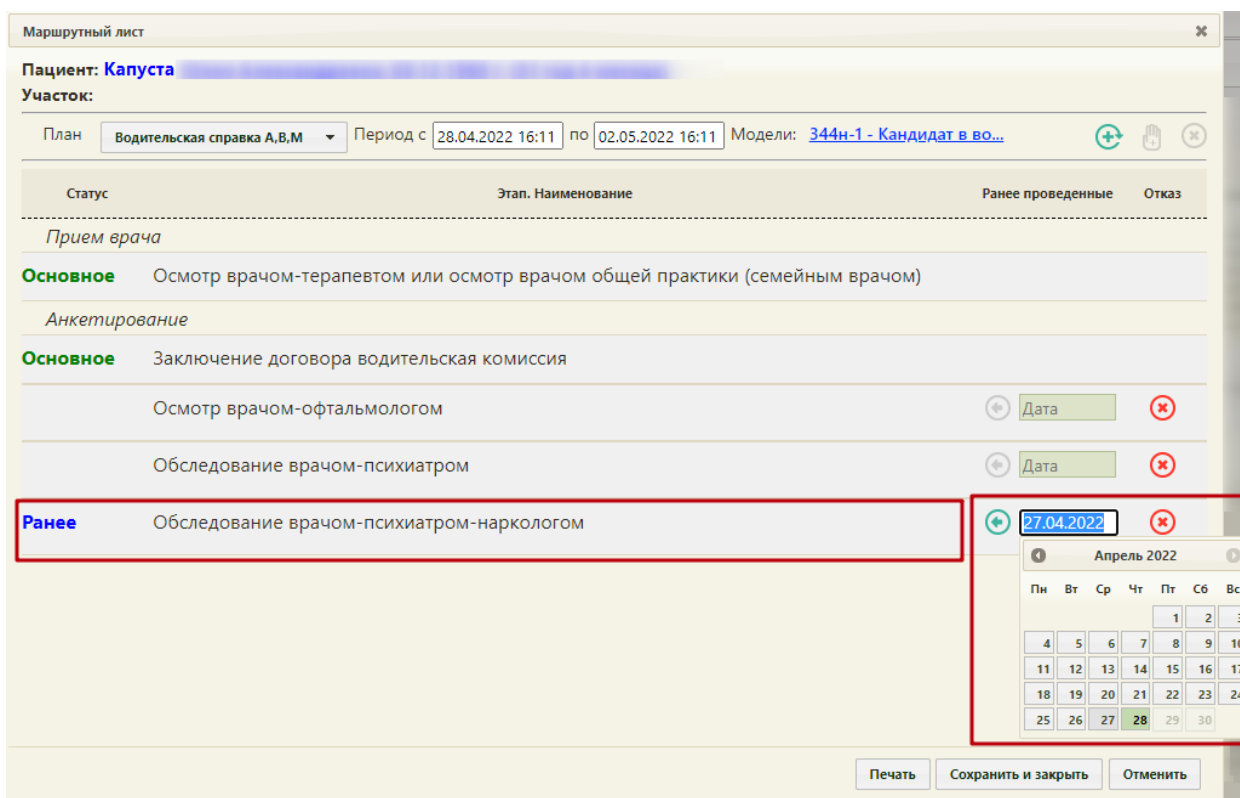 Маршрутный лист
Пациент: Капуста
Участок:
План Водительская справка А,В,М Период с 28.04.2022 16:11 по 02.05.2022 16:11 Модели: 344н-1 - Кандидат в во...
Статус Этап. Наименование Ранее проведенные Отказ
Прием врача
Основное Осмотр врачом-терапевтом или осмотр врачом общей практики (семейным врачом)
Анкетирование
Основное Заключение договора водительская комиссия
Осмотр врачом-офтальмологом Дата
Обследование врачом-психиатром Дата
Ранее Обследование врачом-психиатром-наркологом 27.04.2022
Апрель 2022
Пн Вт Ср Чт Пт Сб Вс
1 2 3
4 5 6 7 8 9 10
11 12 13 14 15 16 17
18 19 20 21 22 23 24
25 26 27 28 29 30
Печать Сохранить и закрыть Отменить